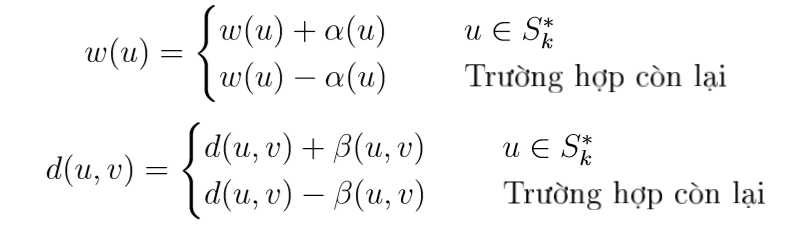 w(u) = { w(u) + α(u)    u ∈ S*_k
w(u) − α(u)    Trường hợp còn lại
d(u, v) = { d(u, v) + β(u, v)    u ∈ S*_k
d(u, v) − β(u, v)    Trường hợp còn lại